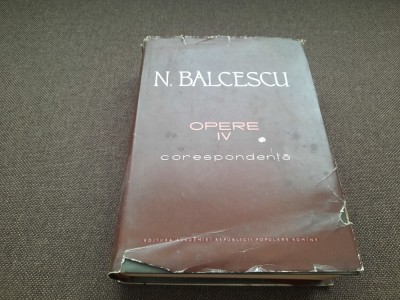 N. BALCESCU
OPERE
IV
corespondență
EDITURA ACADEMIEI REPUBLICII POPULARE ROMÎNE